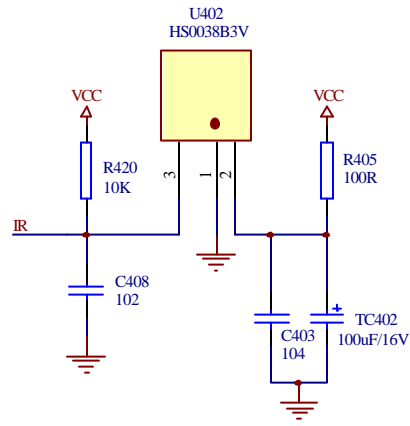 U402
HS0038B3V
VCC
VCC
R420
10K
3
1
2
R405
100R
IR
C408
102
C403
104
+
TC402
100uF/16V